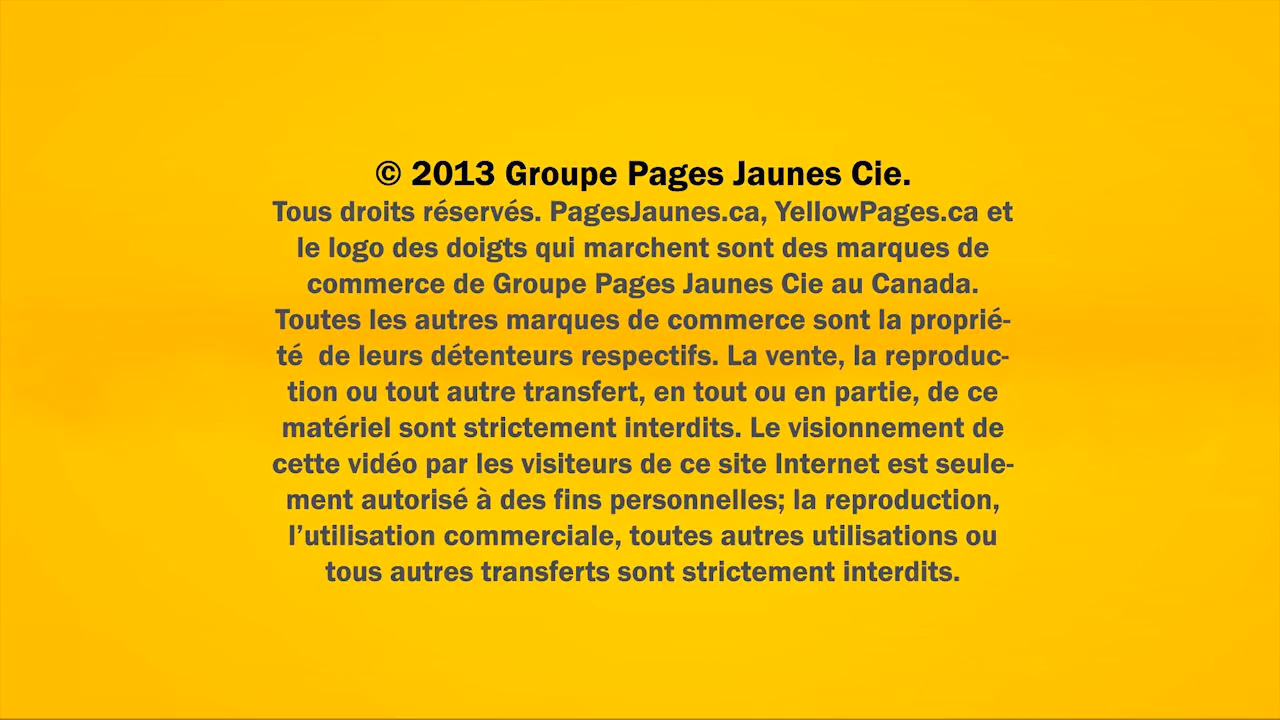 © 2013 Groupe Pages Jaunes Cie.
Tous droits réservés. PagesJaunes.ca, YellowPages.ca et
le logo des doigts qui marchent sont des marques de
commerce de Groupe Pages Jaunes Cie au Canada.
Toutes les autres marques de commerce sont la proprié-
té  de leurs détenteurs respectifs. La vente, la reproduc-
tion ou tout autre transfert, en tout ou en partie, de ce
matériel sont strictement interdits. Le visionnement de
cette vidéo par les visiteurs de ce site Internet est seule-
ment autorisé à des fins personnelles; la reproduction,
l’utilisation commerciale, toutes autres utilisations ou
tous autres transferts sont strictement interdits.